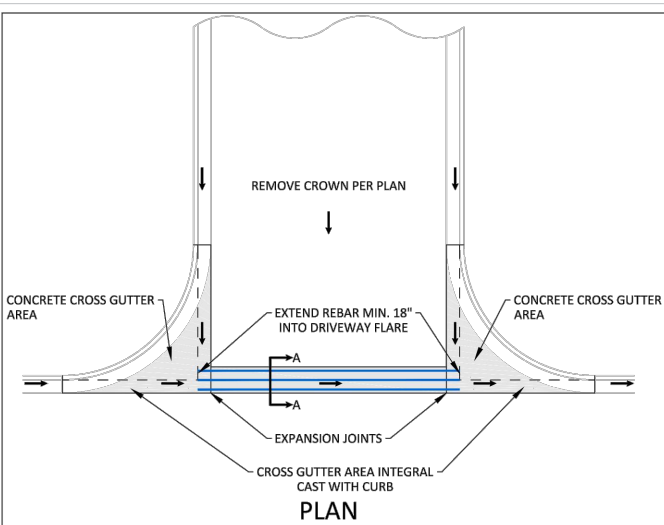 REMOVE CROWN PER PLAN
CONCRETE CROSS GUTTER
AREA
EXTEND REBAR MIN. 18"
INTO DRIVEWAY FLARE
CONCRETE CROSS GUTTER
AREA
A
A
EXPANSION JOINTS
CROSS GUTTER AREA INTEGRAL
CAST WITH CURB
PLAN